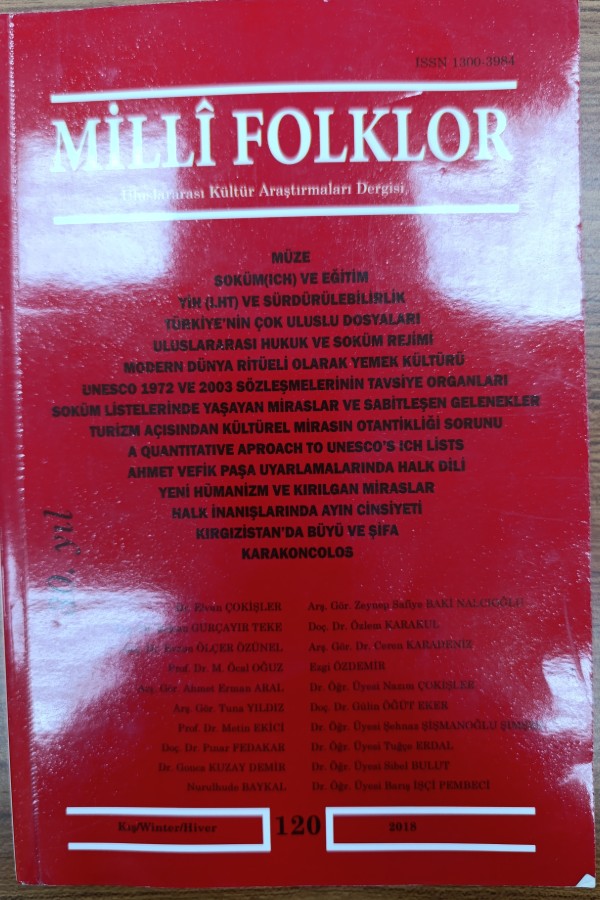 ISSN 1300-3984
MİLLÎ FOLKLOR
Uluslararası Kültür Araştırmaları Dergisi
MÜZE
SOKÜM(ICH) VE EĞİTİM
YİH (LHT) VE SÜRDÜRÜLEBİLİRLİK
TÜRKİYE'NİN ÇOK ULUSLU DOSYALARI
ULUSLARARASI HUKUK VE SOKÜM REJİMİ
MODERN DÜNYA RİTÜELİ OLARAK YEMEK KÜLTÜRÜ
UNESCO 1972 VE 2003 SÖZLEŞMELERİNİN TAVSİYE ORGANLARI
SOKÜM LİSTELERİNDE YAŞAYAN MİRASLAR VE SABİTLEŞEN GELENEKLER
TURİZM AÇISINDAN KÜLTÜREL MİRASIN OTANTİKLİĞİ SORUNU
A QUANTITATIVE APROACH TO UNESCO'S ICH LISTS
AHMET VEFİK PAŞA UYARLAMALARINDA HALK DİLİ
YENİ HÜMANİZM VE KIRILGAN MİRASLAR
HALK İNANIŞLARINDA AYIN CİNSİYETİ
KIRGIZİSTAN'DA BÜYÜ VE ŞİFA
KARAKONCOLOS
30. yıl
Dr. Elvan ÇOKİŞLER
GÜRÇAYIR TEKE
Evrim ÖLÇER ÖZÜNEL
Prof. Dr. M. Öcal OĞUZ
Arş. Gör. Ahmet Erman ARAL
Arş. Gör. Tuna YILDIZ
Prof. Dr. Metin EKİCİ
Doç. Dr. Pınar FEDAKAR
Dr. Gonca KUZAY DEMİR
Nurulhude BAYKAL
Arş. Gör. Zeynep Safiye BAKİ NALCIOĞLU
Doç. Dr. Özlem KARAKUL
Arş. Gör. Dr. Ceren KARADENİZ
Ezgi ÖZDEMİR
Dr. Öğr. Üyesi Nazım ÇOKİŞLER
Doç. Dr. Gülin ÖĞÜT EKER
Dr. Öğr. Üyesi Şehnaz ŞİŞMANOĞLU ŞİMŞEK
Dr. Öğr. Üyesi Tuğçe ERDAL
Dr. Öğr. Üyesi Sibel BULUT
Dr. Öğr. Üyesi Barış İŞÇİ PEMBECİ
Kış/Winter/Hiver
120
2018